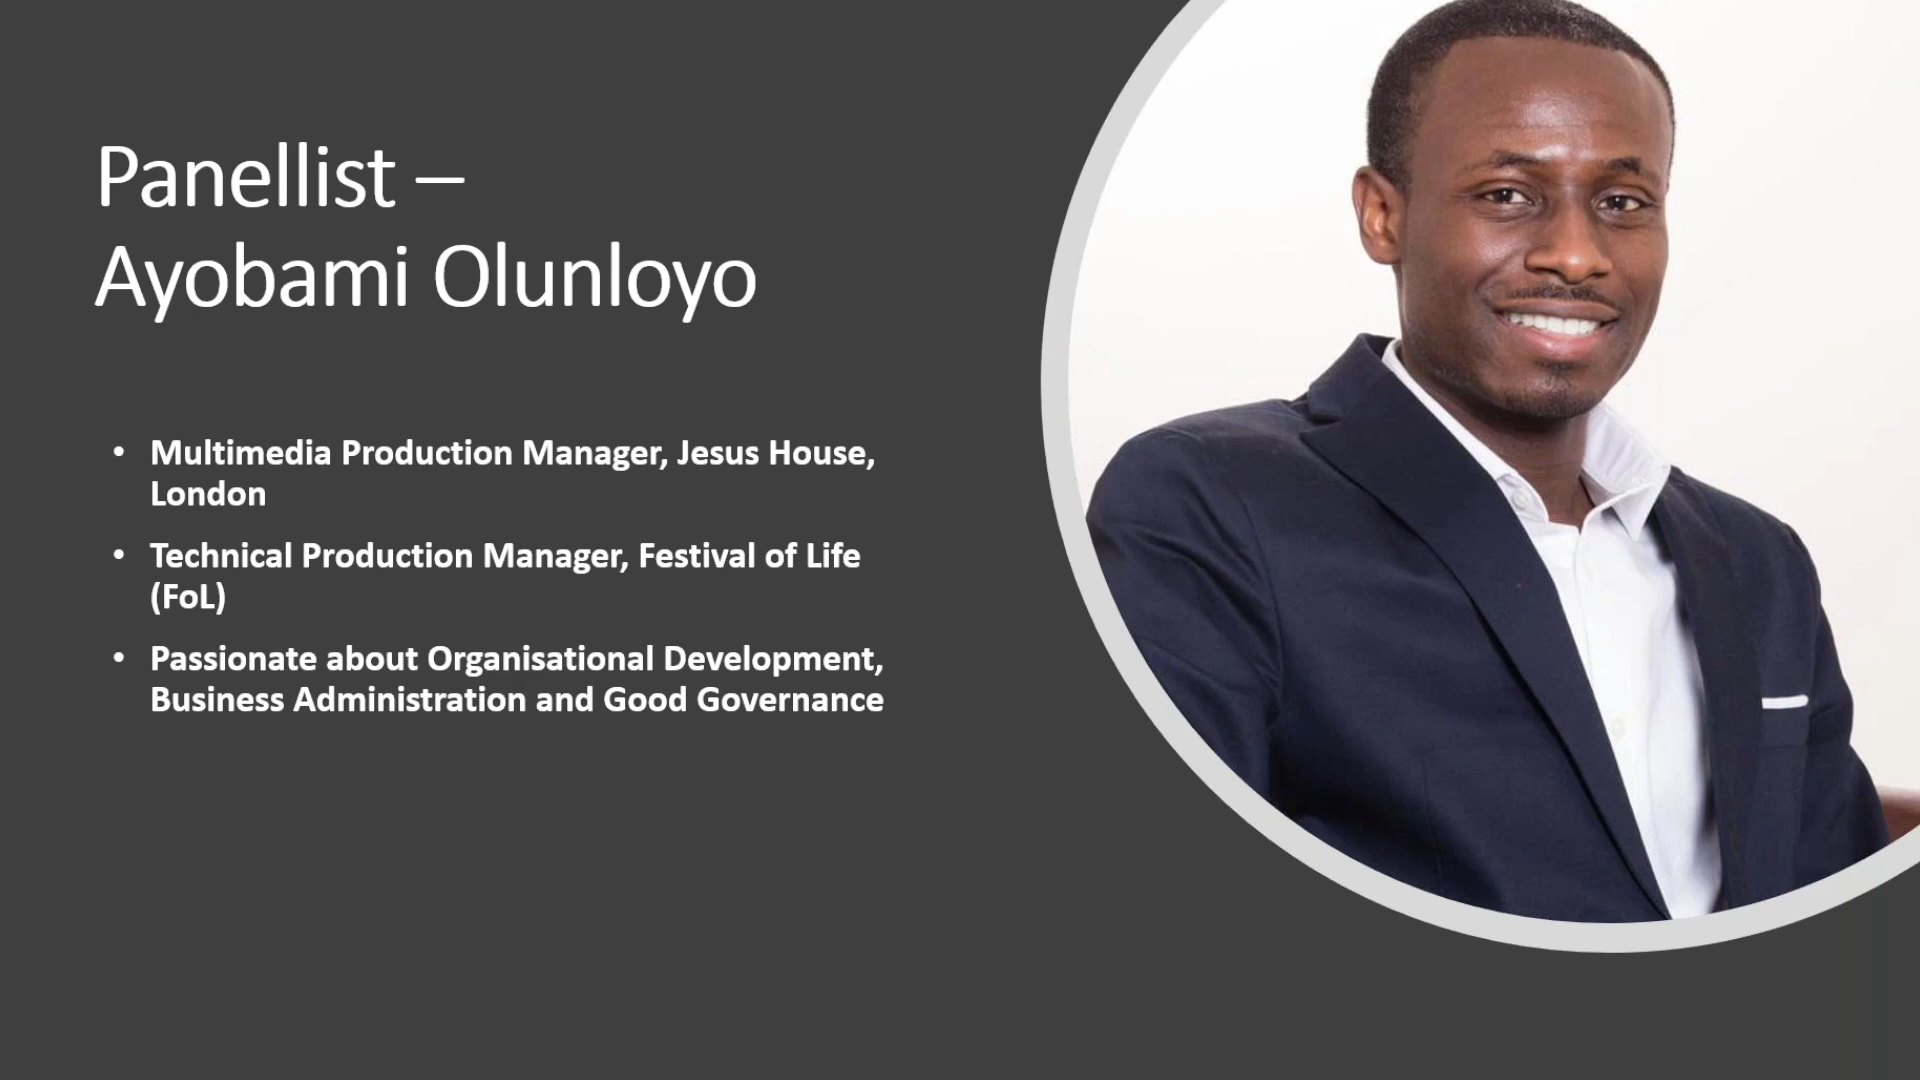 Panellist –
Ayobami Olunloyo
• Multimedia Production Manager, Jesus House,
London
• Technical Production Manager, Festival of Life
(FoL)
• Passionate about Organisational Development,
Business Administration and Good Governance